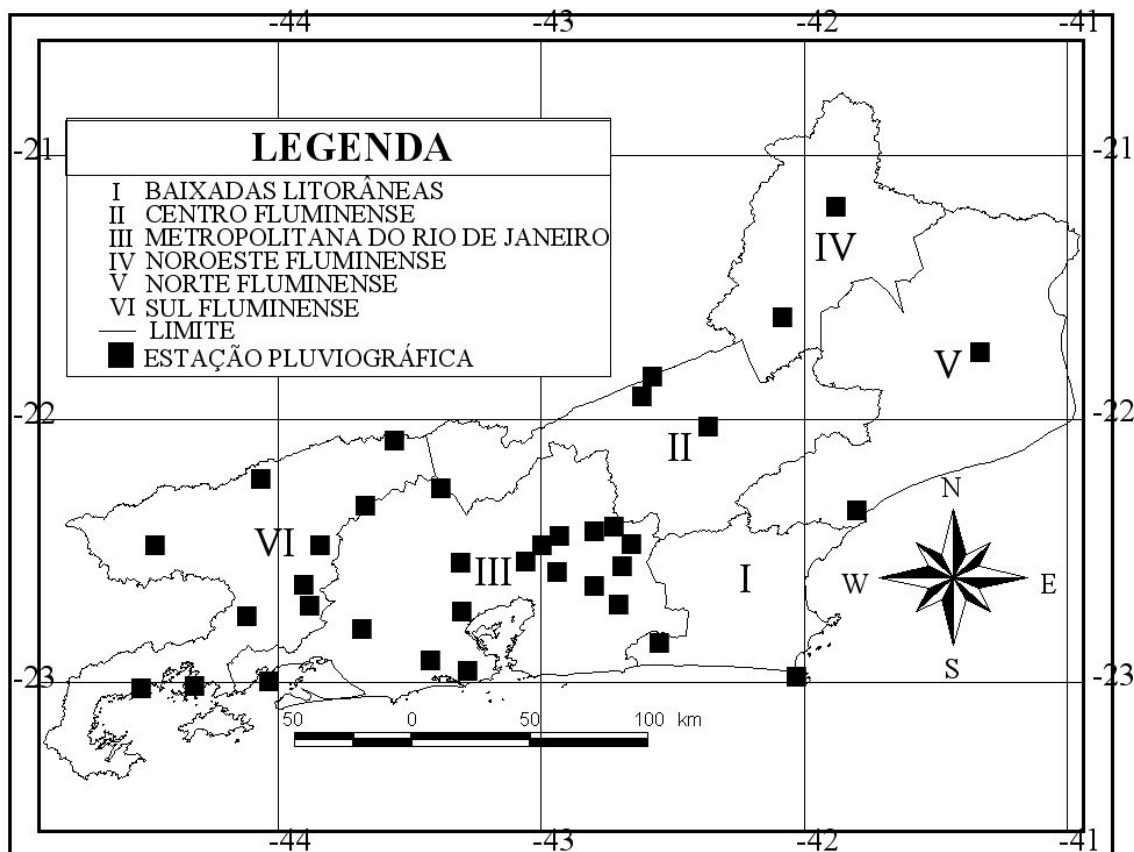 -44 -43 -42 -41
-21 -21
LEGENDA
I BAIXADAS LITORÂNEAS
II CENTRO FLUMINENSE
III METROPOLITANA DO RIO DE JANEIRO
IV NOROESTE FLUMINENSE
V NORTE FLUMINENSE
VI SUL FLUMINENSE
LIMITE
ESTAÇÃO PLUVIOGRÁFICA
IV
V
-22 -22
II
N
VI III I
W E
S
-23 -23
50 0 50 100 km
-44 -43 -42 -41